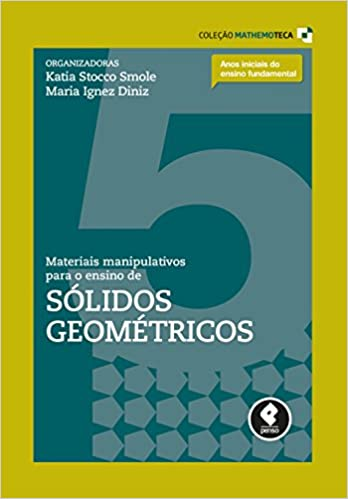 COLEÇÃO MATHEMOTECA
Anos iniciais do
ensino fundamental
ORGANIZADORAS
Katia Stocco Smole
Maria Ignez Diniz
5
Materiais manipulativos
para o ensino de
SÓLIDOS
GEOMÉTRICOS
penso